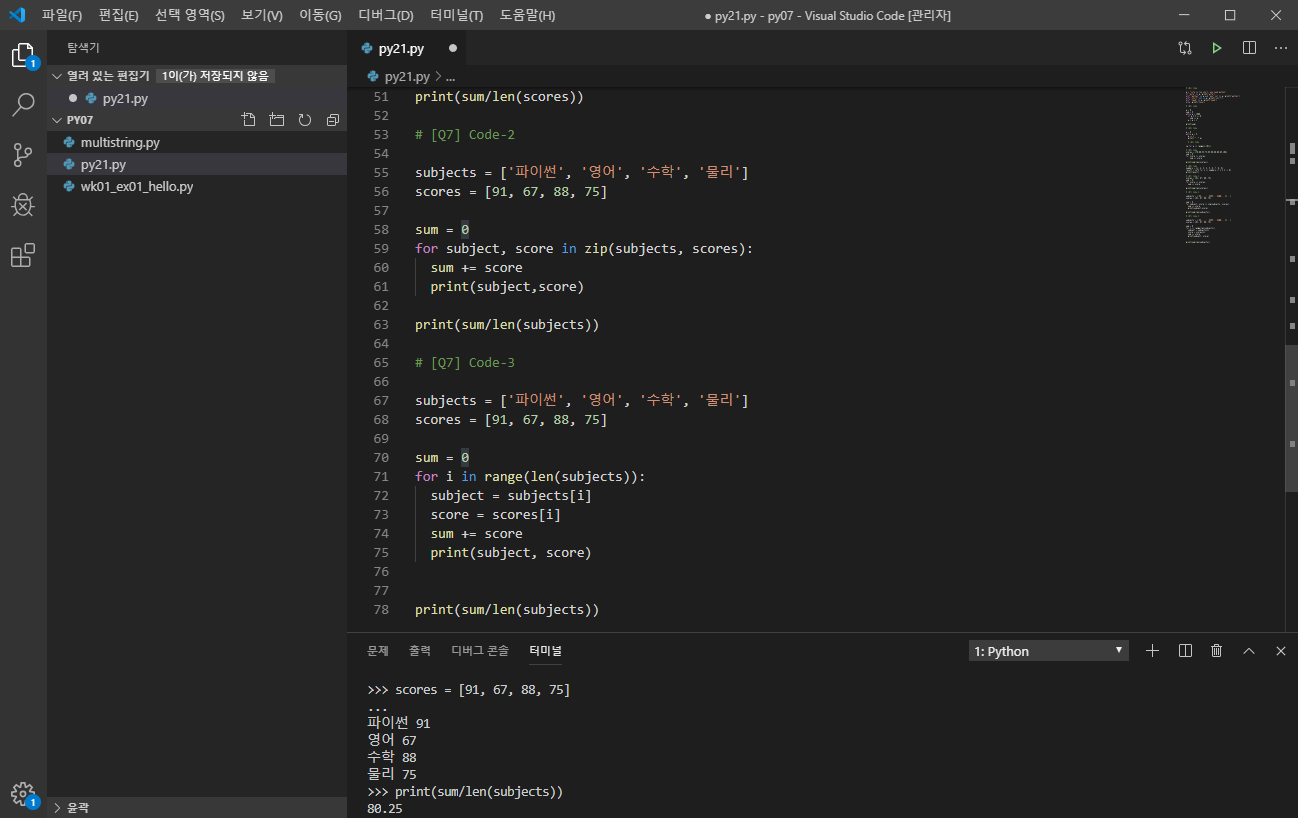 파일(F) 편집(E) 선택 영역(S) 보기(V) 이동(G) 디버그(D) 터미널(T) 도움말(H) ● py21.py - py07 - Visual Studio Code [관리자]
탐색기
1
열려 있는 편집기 1이(가) 저장되지 않음
py21.py
PY07
multistring.py
py21.py
wk01_ex01_hello.py
윤곽
1
py21.py
py21.py > ...
51 print(sum/len(scores))
52
53 # [Q7] Code-2
54
55 subjects = ['파이썬', '영어', '수학', '물리']
56 scores = [91, 67, 88, 75]
57
58 sum = 0
59 for subject, score in zip(subjects, scores):
60 sum += score
61 print(subject,score)
62
63 print(sum/len(subjects))
64
65 # [Q7] Code-3
66
67 subjects = ['파이썬', '영어', '수학', '물리']
68 scores = [91, 67, 88, 75]
69
70 sum = 0
71 for i in range(len(subjects)):
72 subject = subjects[i]
73 score = scores[i]
74 sum += score
75 print(subject, score)
76
77
78 print(sum/len(subjects))
문제 출력 디버그 콘솔 터미널 1: Python
>>> scores = [91, 67, 88, 75]
...
파이썬 91
영어 67
수학 88
물리 75
>>> print(sum/len(subjects))
80.25